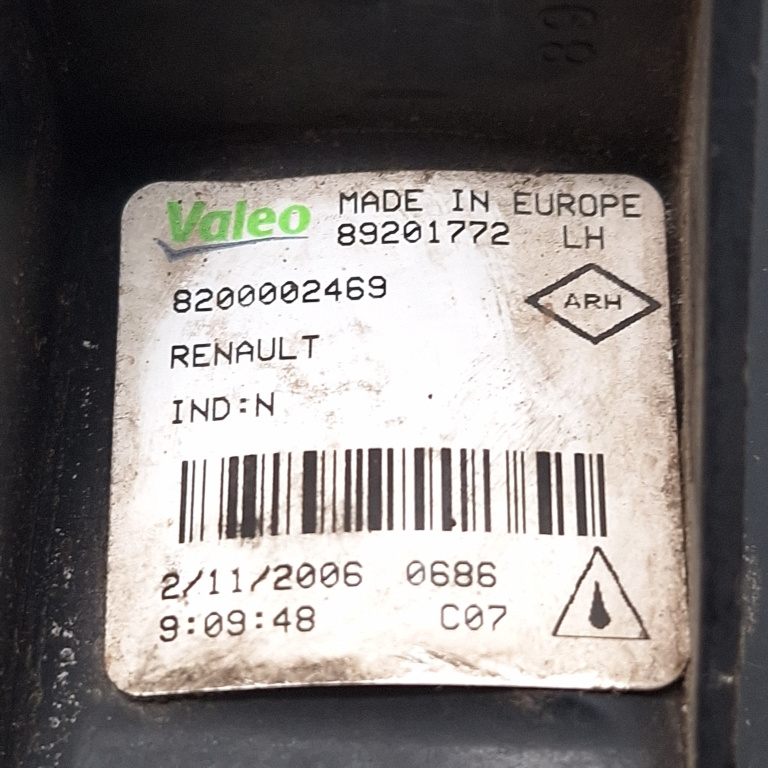 Valeo MADE IN EUROPE
89201772 LH
8200002469
ARH
RENAULT
IND:N
2/11/2006 0686
9:09:48 C07